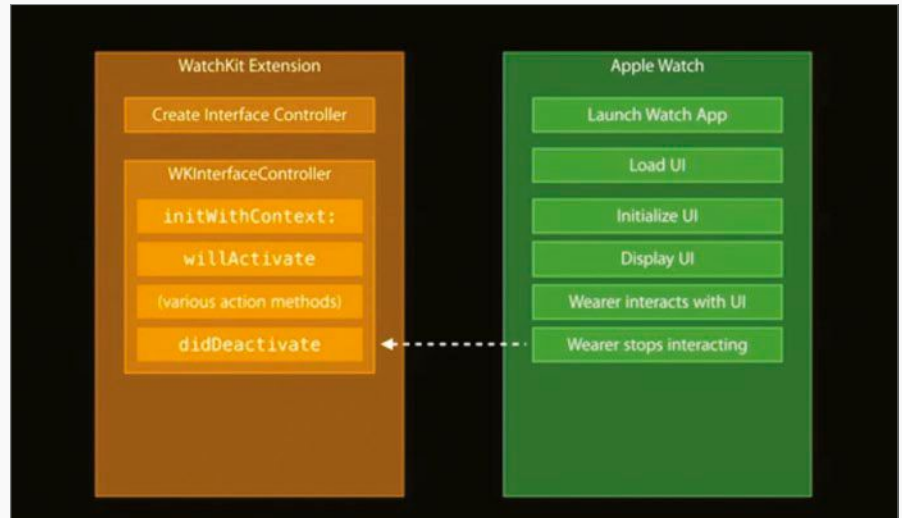 WatchKit Extension
Create Interface Controller
WKInterfaceController
initWithContext:
willActivate
(various action methods)
didDeactivate
Apple Watch
Launch Watch App
Load UI
Initialize UI
Display UI
Wearer interacts with UI
Wearer stops interacting